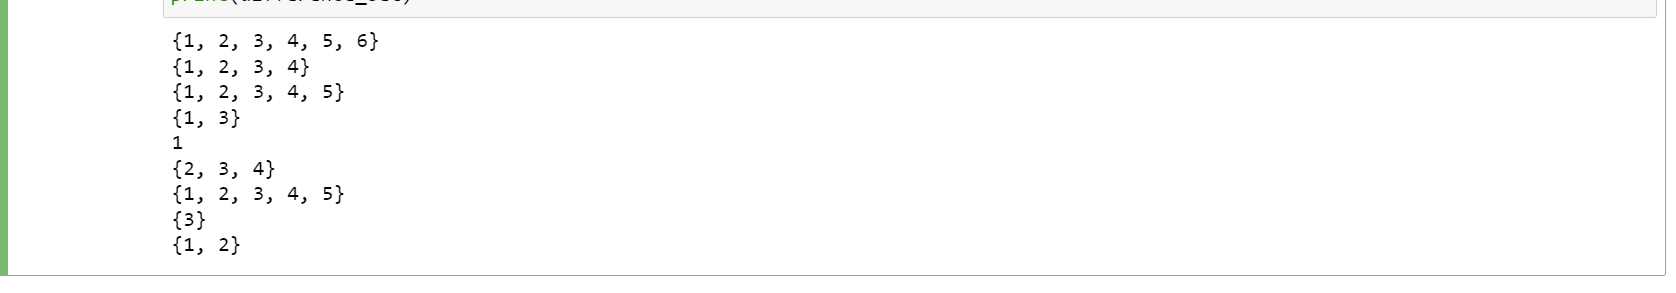 {1, 2, 3, 4, 5, 6}
{1, 2, 3, 4}
{1, 2, 3, 4, 5}
{1, 3}
1
{2, 3, 4}
{1, 2, 3, 4, 5}
{3}
{1, 2}